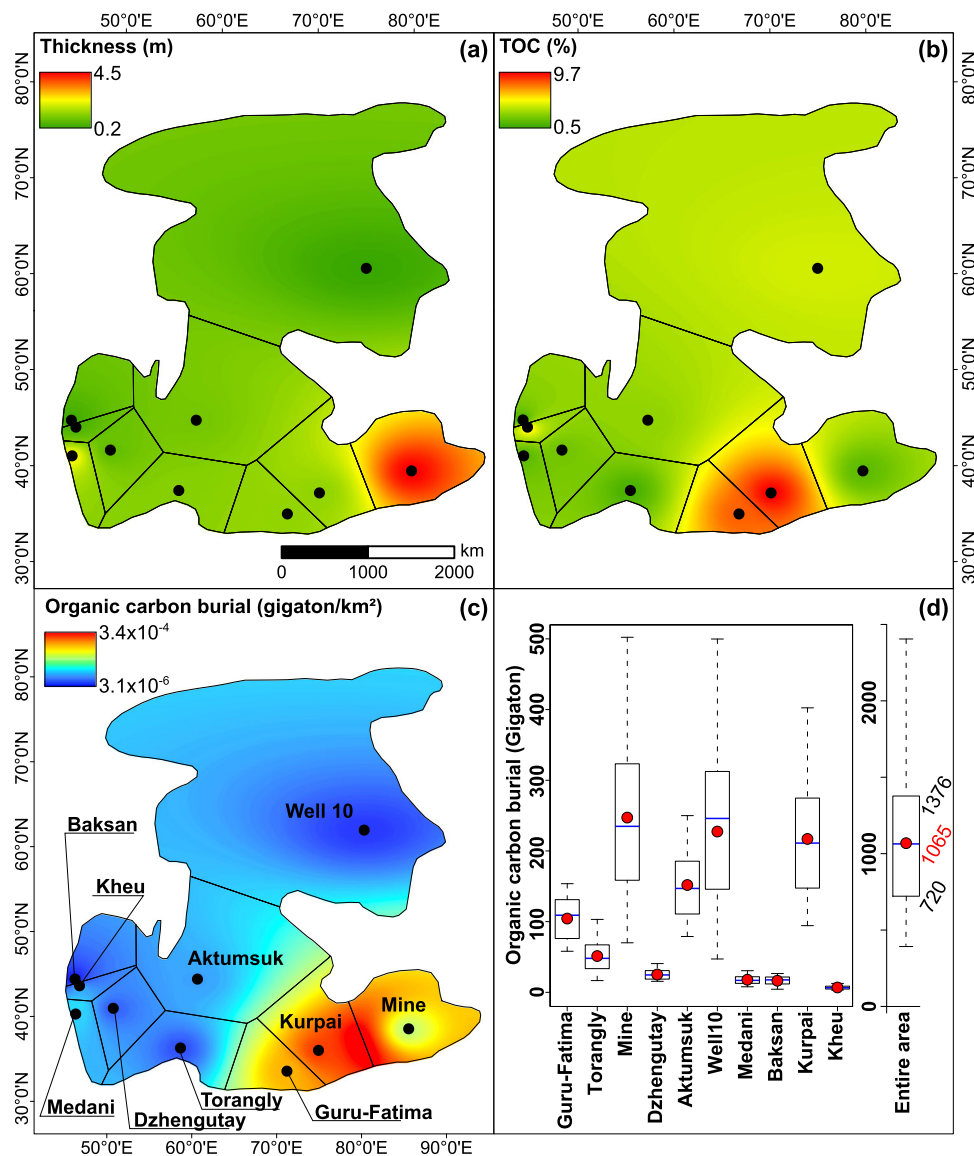 50°0'E 60°0'E 70°0'E 80°0'E
50°0'E 60°0'E 70°0'E 80°0'E
Thickness (m)
(a)
4.5
0.2
80°0'N
70°0'N
60°0'N
50°0'N
40°0'N
30°0'N
km
0 1000 2000
TOC (%)
(b)
9.7
0.5
80°0'N
70°0'N
60°0'N
50°0'N
40°0'N
30°0'N
Organic carbon burial (gigaton/km²)
(c)
3.4x10⁻⁴
3.1x10⁻⁶
80°0'N
70°0'N
60°0'N
50°0'N
40°0'N
30°0'N
Well 10
Baksan
Kheu
Aktumsuk
Mine
Kurpai
Torangly
Medani
Guru-Fatima
Dzhengutay
50°0'E 60°0'E 70°0'E 80°0'E 90°0'E
(d)
Organic carbon burial (Gigaton)
500
400
300
200
100
0
Guru-Fatima
Torangly
Mine
Dzhengutay
Aktumsuk
Well10
Medani
Baksan
Kurpai
Kheu
2000
1000
0
1376
1065
720
Entire area